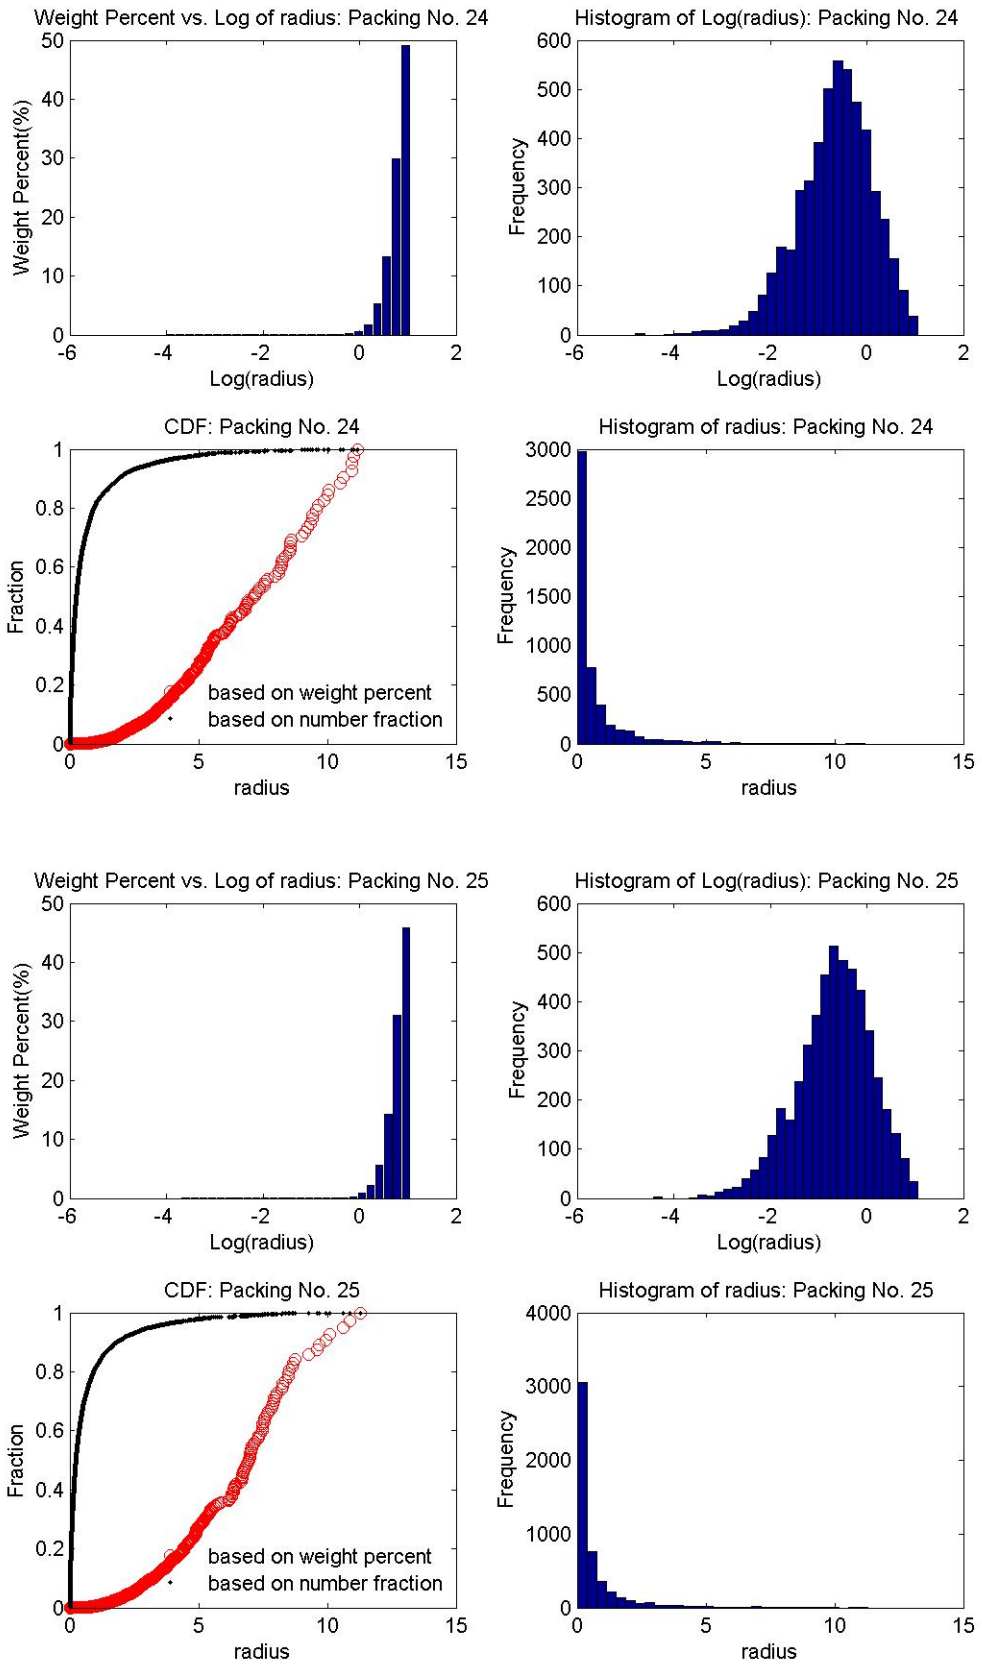 Weight Percent vs. Log of radius: Packing No. 24
50
40
30
20
10
0
Weight Percent(%)
-6 -4 -2 0 2
Log(radius)
Histogram of Log(radius): Packing No. 24
600
500
400
300
200
100
0
Frequency
-6 -4 -2 0 2
Log(radius)
CDF: Packing No. 24
1
0.8
0.6
0.4
0.2
0
Fraction
based on weight percent
based on number fraction
0 5 10 15
radius
Histogram of radius: Packing No. 24
3000
2500
2000
1500
1000
500
0
Frequency
0 5 10 15
radius
Weight Percent vs. Log of radius: Packing No. 25
50
40
30
20
10
0
Weight Percent(%)
-6 -4 -2 0 2
Log(radius)
Histogram of Log(radius): Packing No. 25
600
500
400
300
200
100
0
Frequency
-6 -4 -2 0 2
Log(radius)
CDF: Packing No. 25
1
0.8
0.6
0.4
0.2
0
Fraction
based on weight percent
based on number fraction
0 5 10 15
radius
Histogram of radius: Packing No. 25
4000
3000
2000
1000
0
Frequency
0 5 10 15
radius